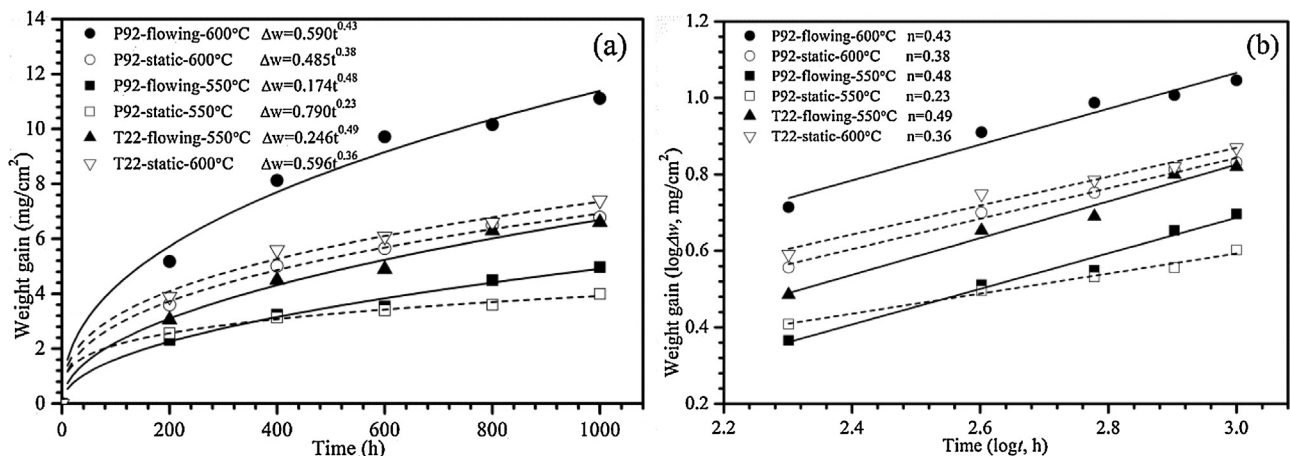 14
12
10
8
6
4
2
0
Weight gain (mg/cm²)
P92-flowing-600°C Δw=0.590t^0.43
P92-static-600°C Δw=0.485t^0.38
P92-flowing-550°C Δw=0.174t^0.48
P92-static-550°C Δw=0.790t^0.23
T22-flowing-550°C Δw=0.246t^0.49
T22-static-600°C Δw=0.596t^0.36
(a)
0 200 400 600 800 1000
Time (h)
1.2
1.0
0.8
0.6
0.4
0.2
Weight gain (logΔw, mg/cm²)
P92-flowing-600°C n=0.43
P92-static-600°C n=0.38
P92-flowing-550°C n=0.48
P92-static-550°C n=0.23
T22-flowing-550°C n=0.49
T22-static-600°C n=0.36
(b)
2.2 2.4 2.6 2.8 3.0
Time (logt, h)